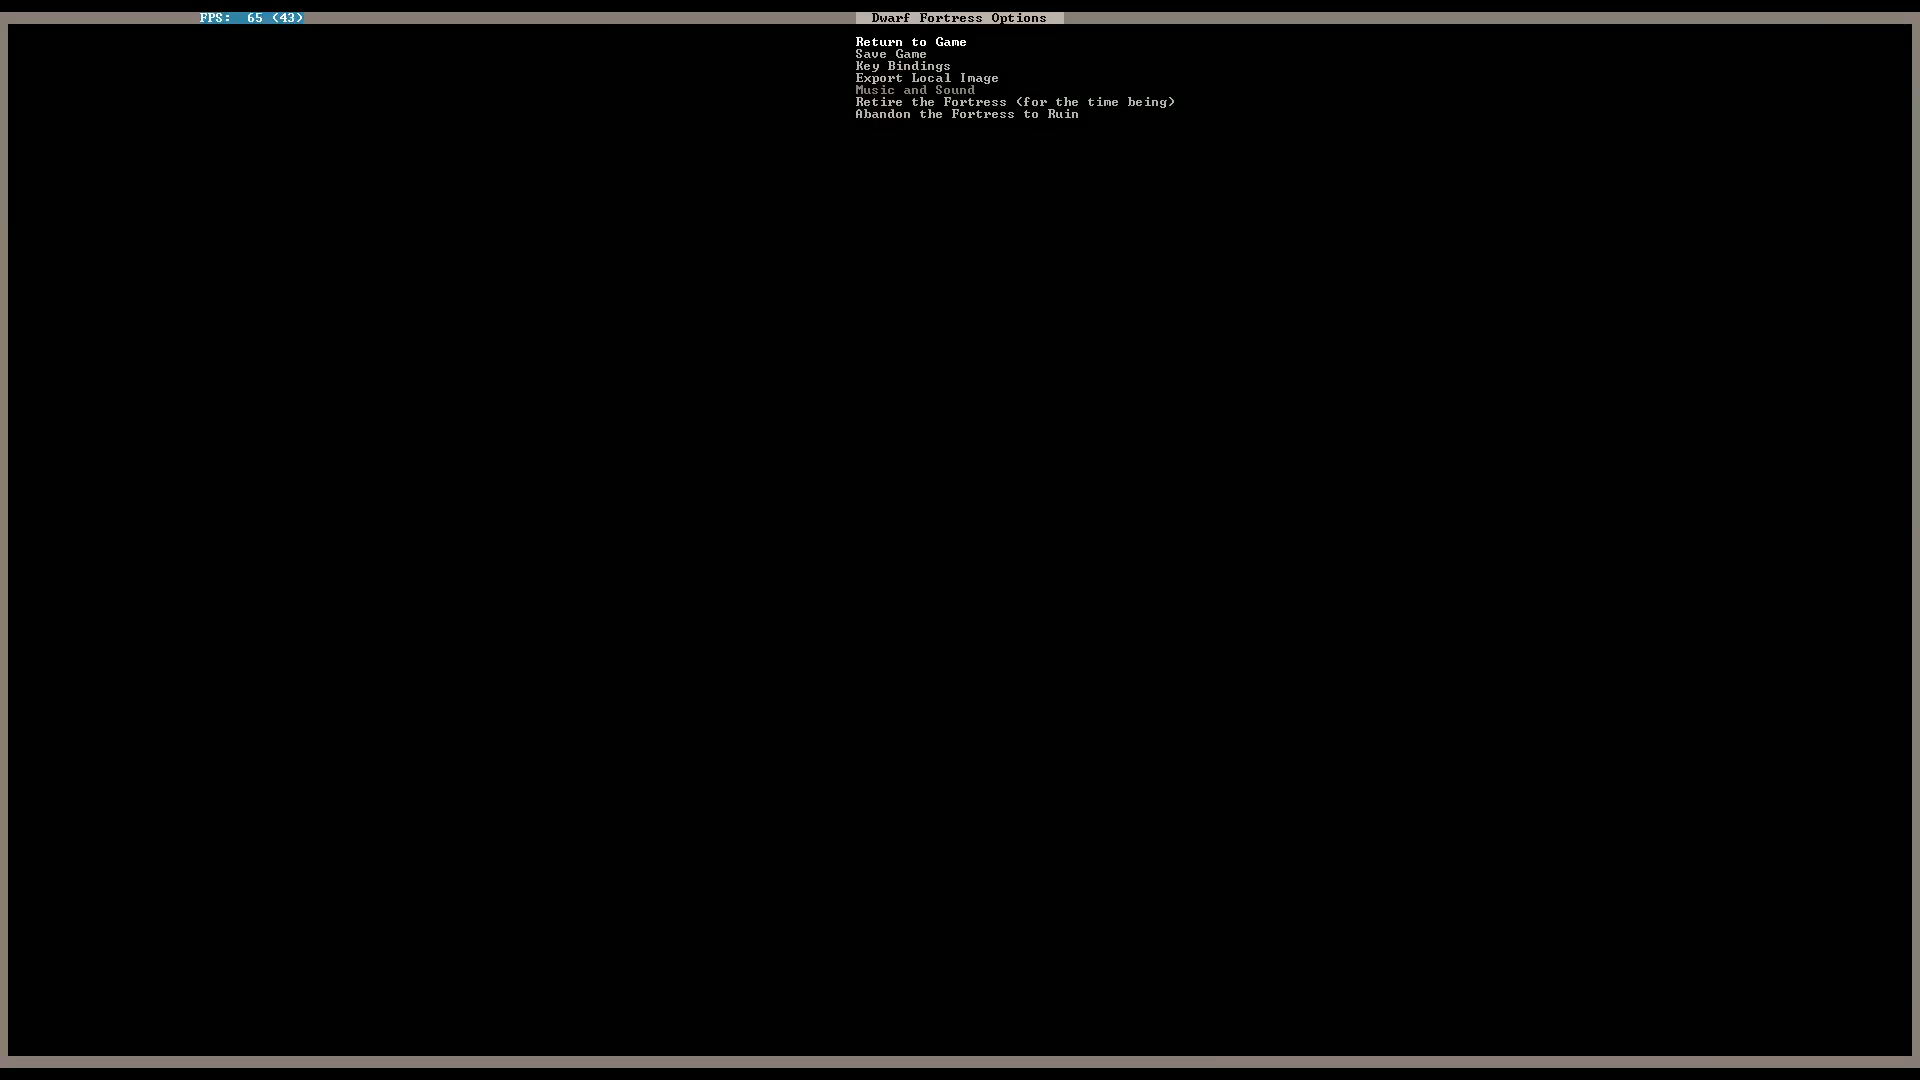 FPS:  65 (43)
Dwarf Fortress Options
Return to Game
Save Game
Key Bindings
Export Local Image
Music and Sound
Retire the Fortress (for the time being)
Abandon the Fortress to Ruin